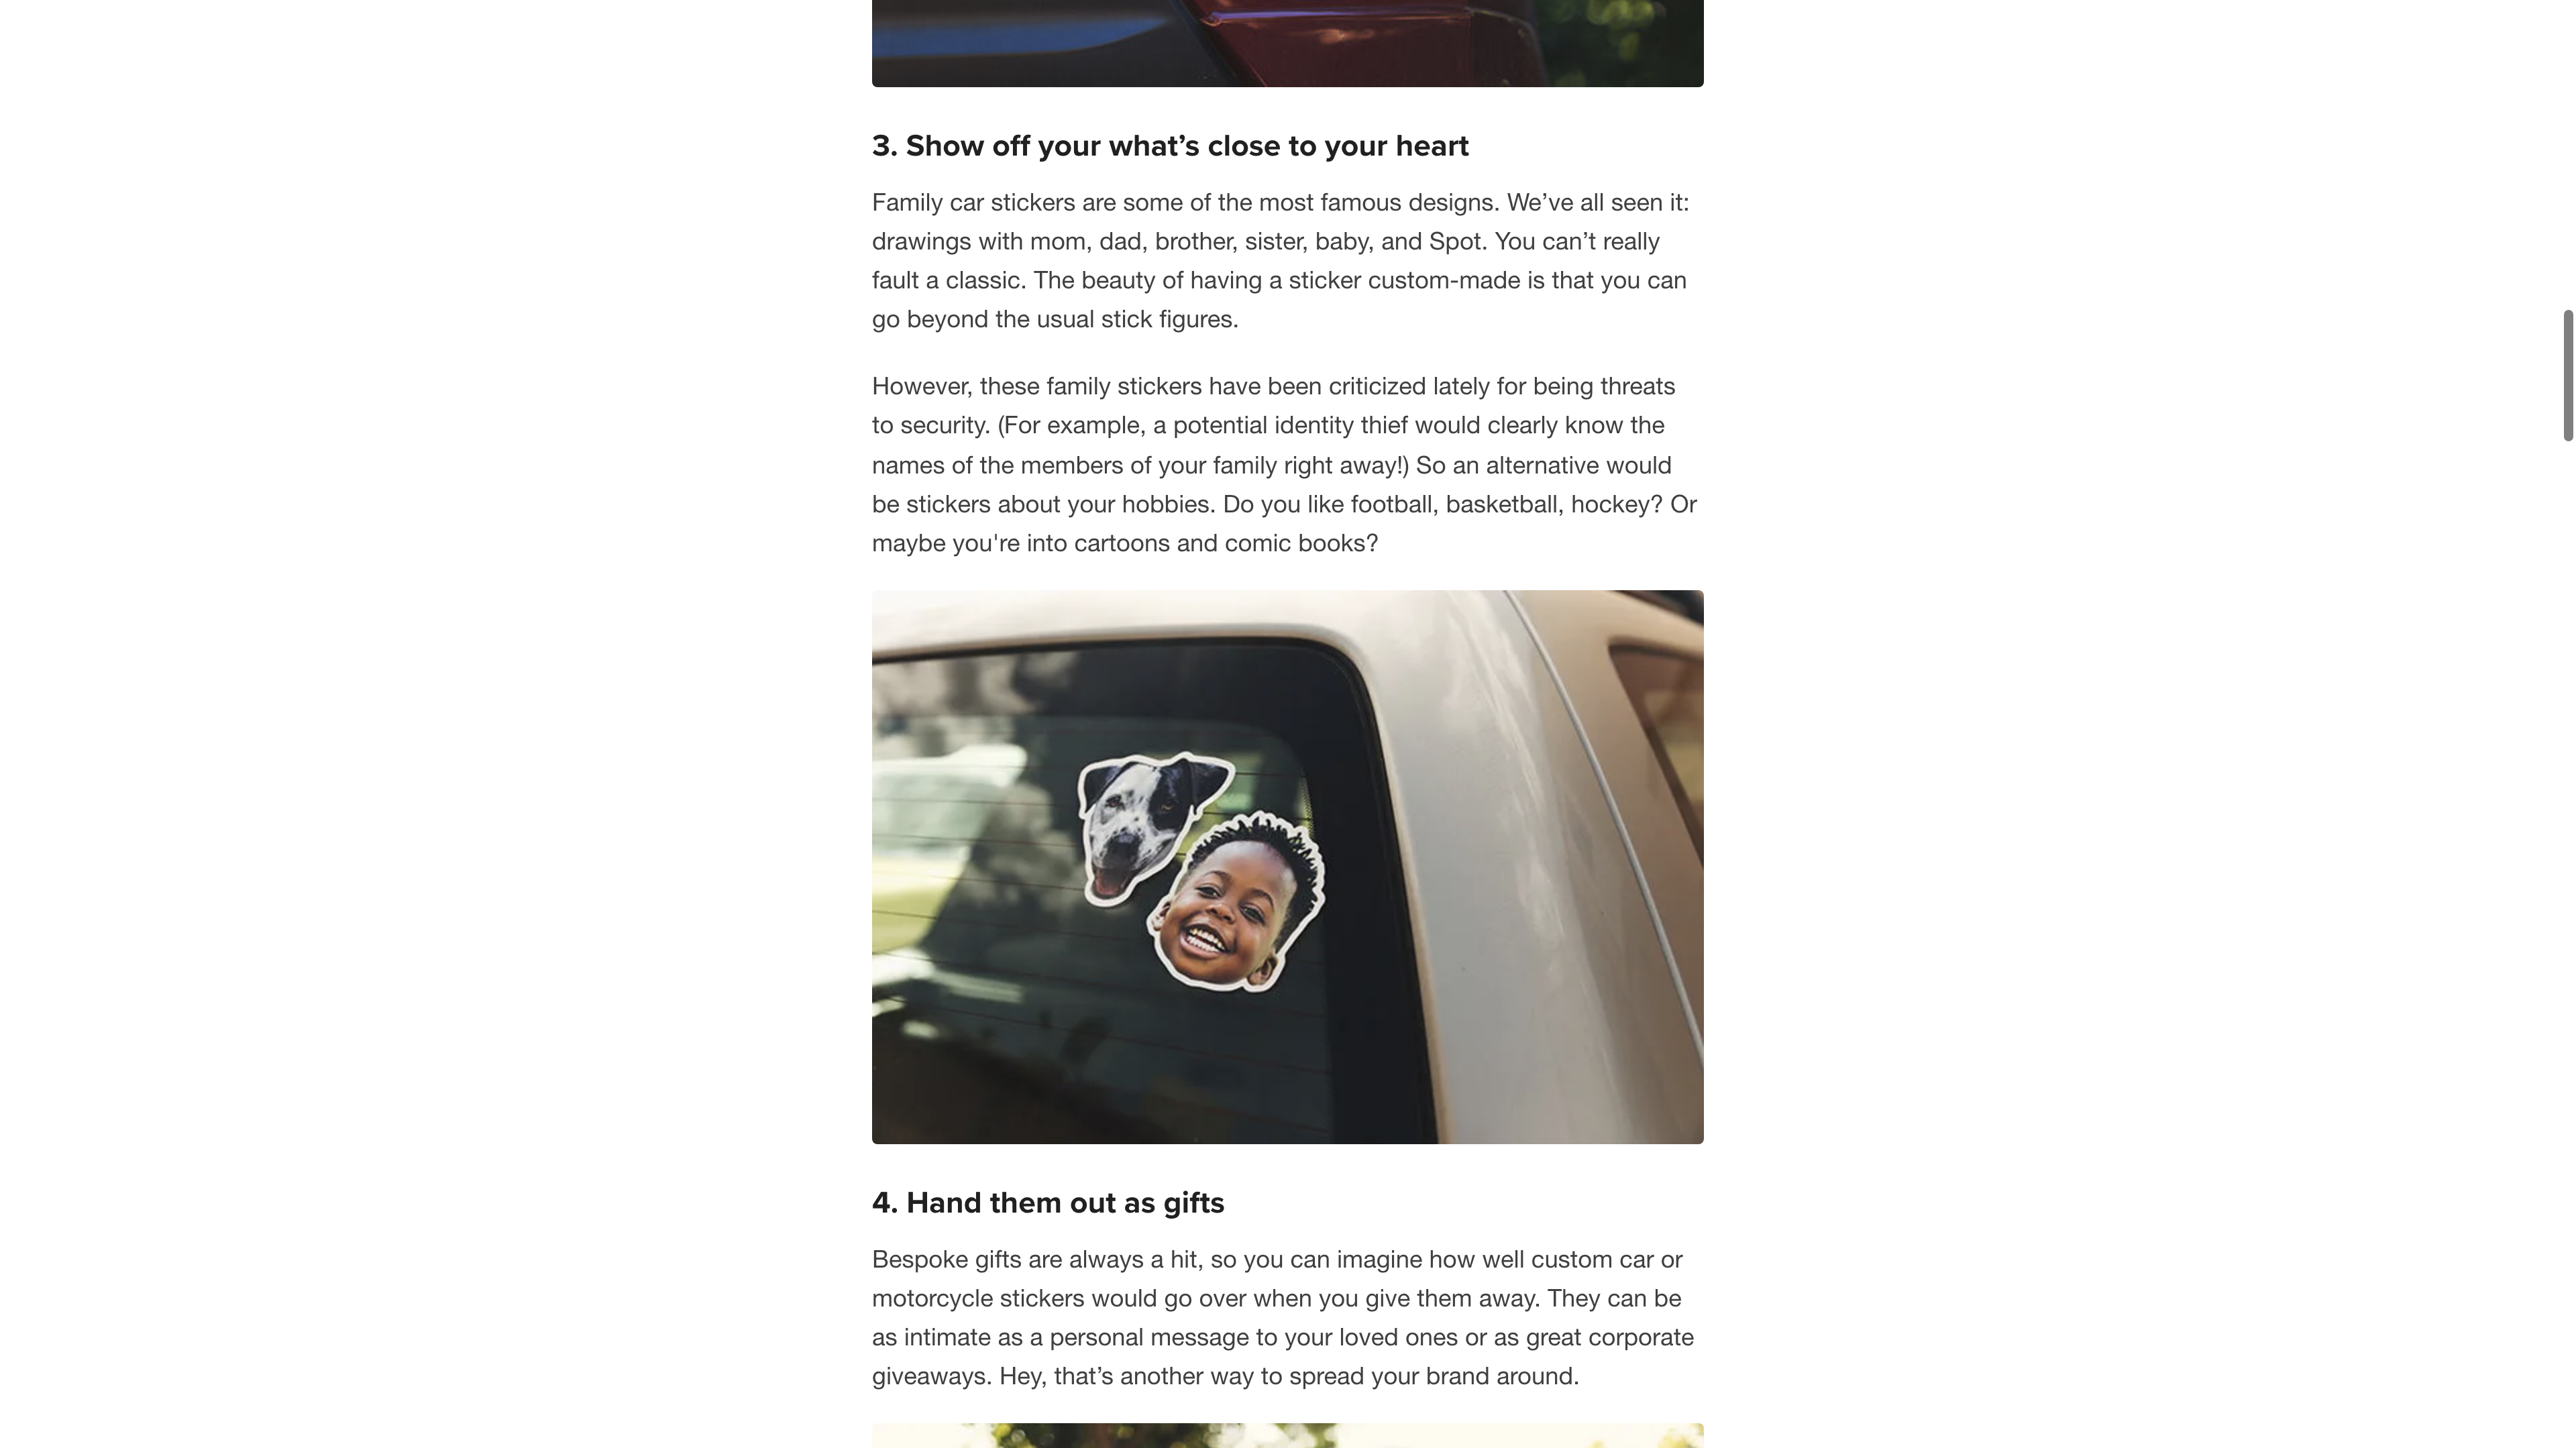 3. Show off your what’s close to your heart
Family car stickers are some of the most famous designs. We’ve all seen it:
drawings with mom, dad, brother, sister, baby, and Spot. You can’t really
fault a classic. The beauty of having a sticker custom-made is that you can
go beyond the usual stick figures.
However, these family stickers have been criticized lately for being threats
to security. (For example, a potential identity thief would clearly know the
names of the members of your family right away!) So an alternative would
be stickers about your hobbies. Do you like football, basketball, hockey? Or
maybe you're into cartoons and comic books?
4. Hand them out as gifts
Bespoke gifts are always a hit, so you can imagine how well custom car or
motorcycle stickers would go over when you give them away. They can be
as intimate as a personal message to your loved ones or as great corporate
giveaways. Hey, that’s another way to spread your brand around.